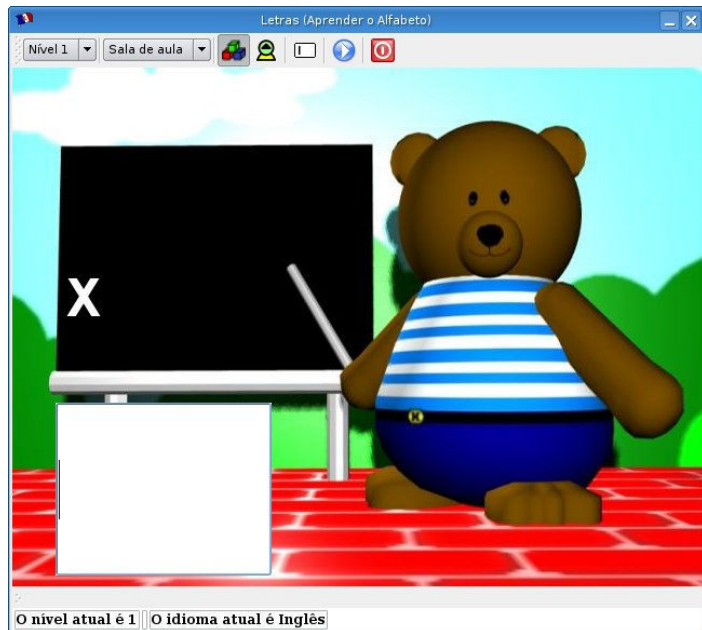 Letras (Aprender o Alfabeto)
Nível 1 Sala de aula
X
K
O nível atual é 1 O idioma atual é Inglês